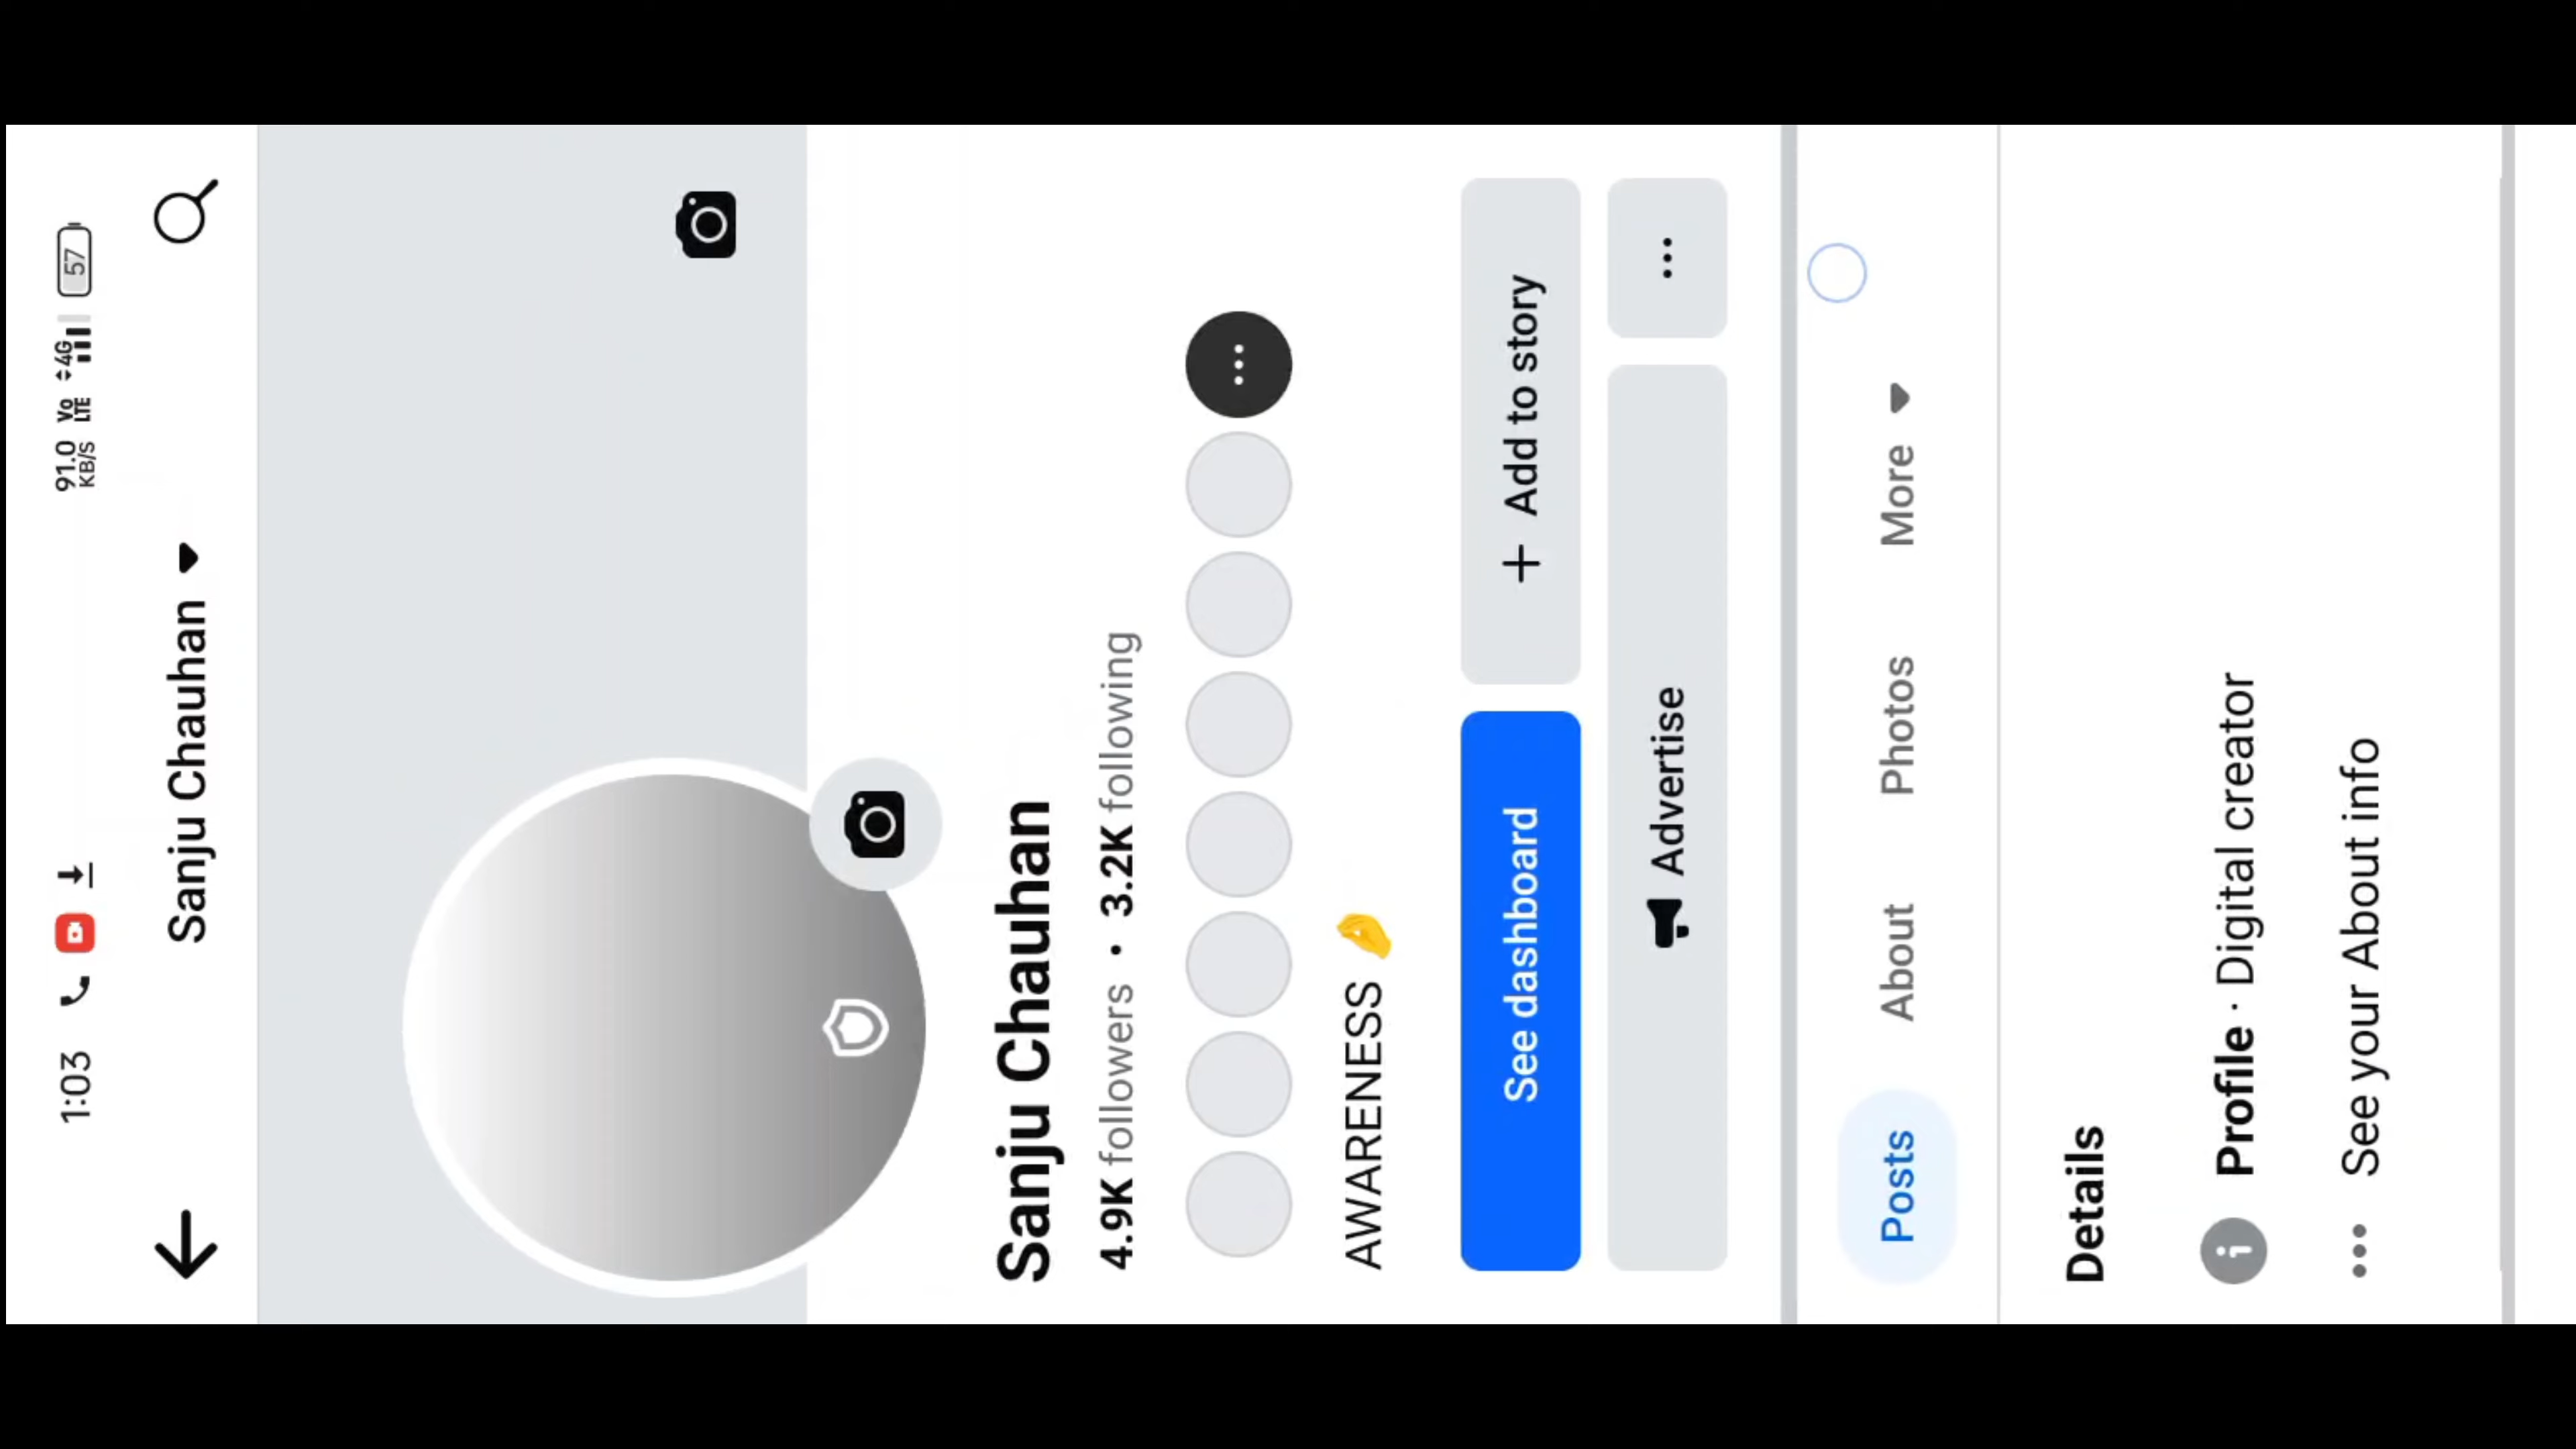 1:03 91.0 KB/S Vo LTE 4G 57
Sanju Chauhan
Sanju Chauhan
4.9K followers • 3.2K following
AWARENESS 🤌
See dashboard + Add to story
Advertise
Posts About Photos More
Details
Profile · Digital creator
See your About info